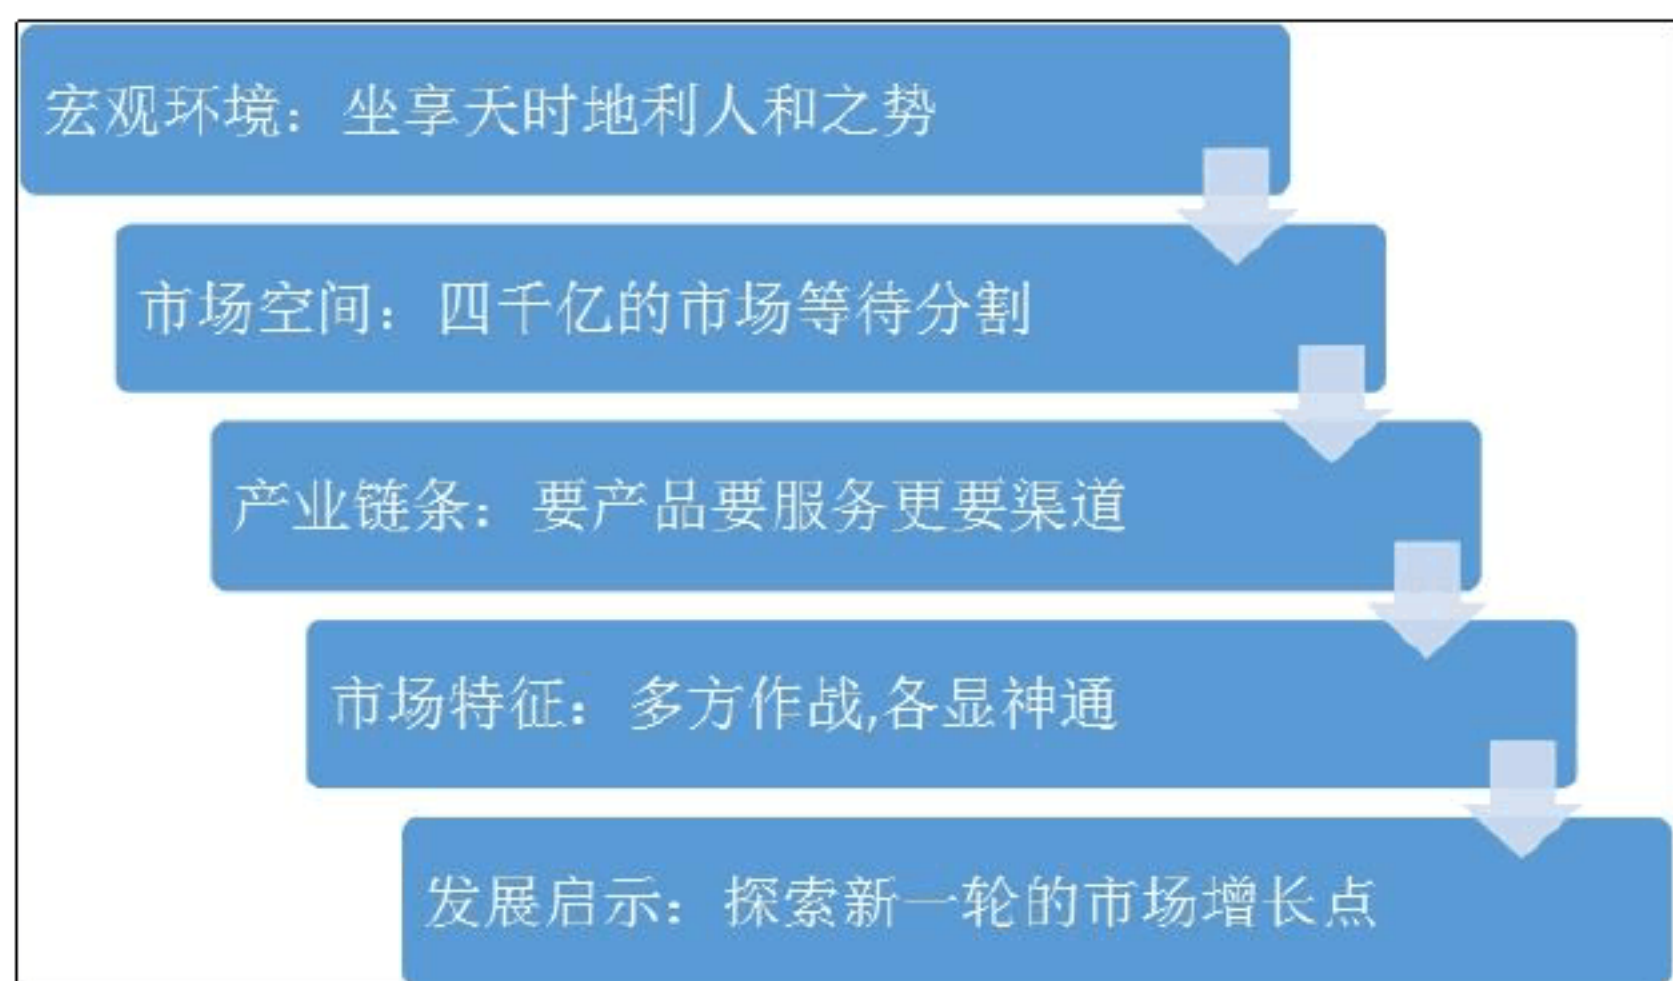 宏观环境：坐享天时地利人和之势
市场空间：四千亿的市场等待分割
产业链条：要产品要服务更要渠道
市场特征：多方作战,各显神通
发展启示：探索新一轮的市场增长点